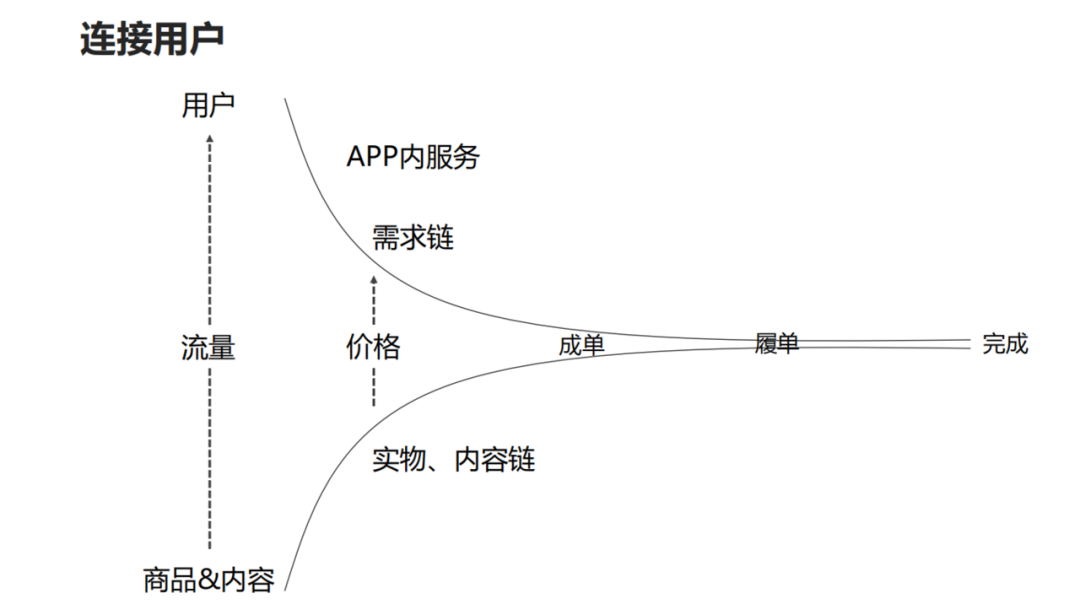 连接用户
用户
APP内服务
需求链
流量
价格
成单
履单
完成
实物、内容链
商品&内容